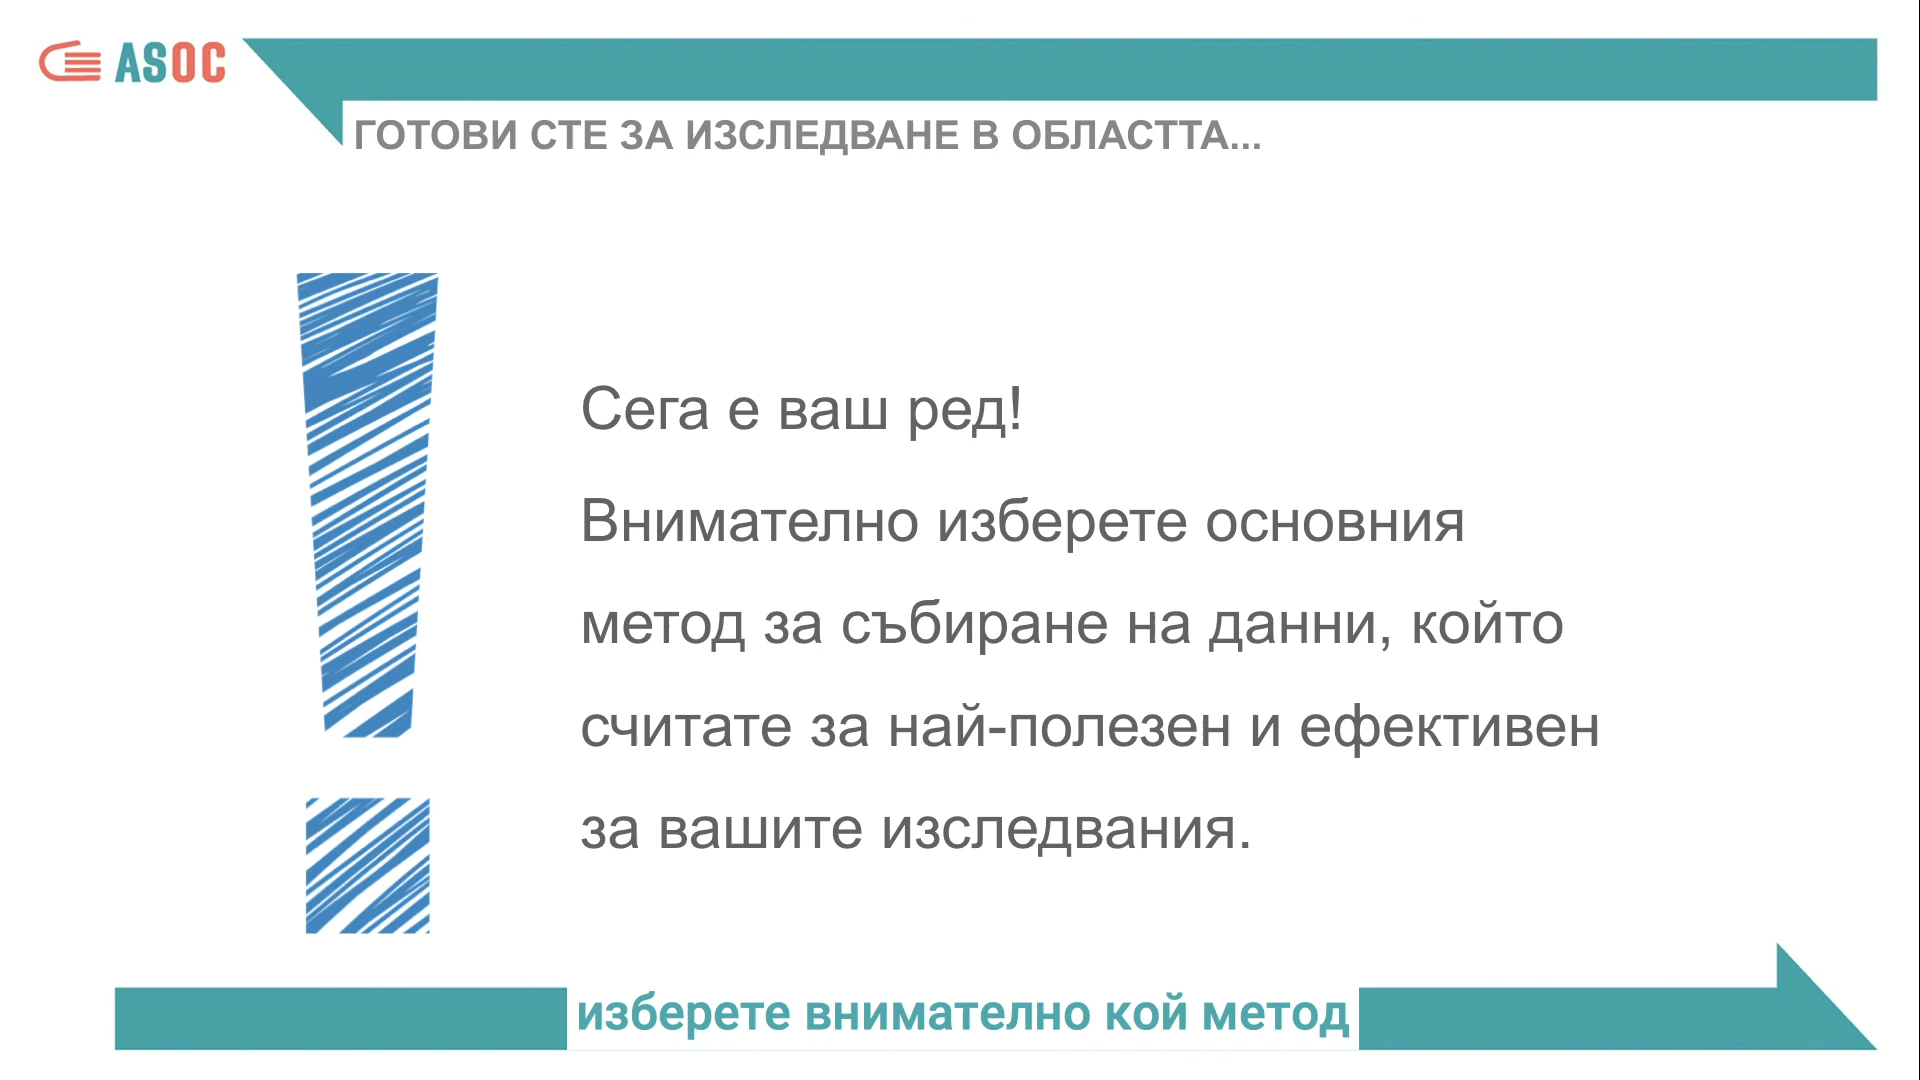 ASOC
ГОТОВИ СТЕ ЗА ИЗСЛЕДВАНЕ В ОБЛАСТТА...
Сега е ваш ред!
Внимателно изберете основния
метод за събиране на данни, който
считате за най-полезен и ефективен
за вашите изследвания.
изберете внимателно кой метод